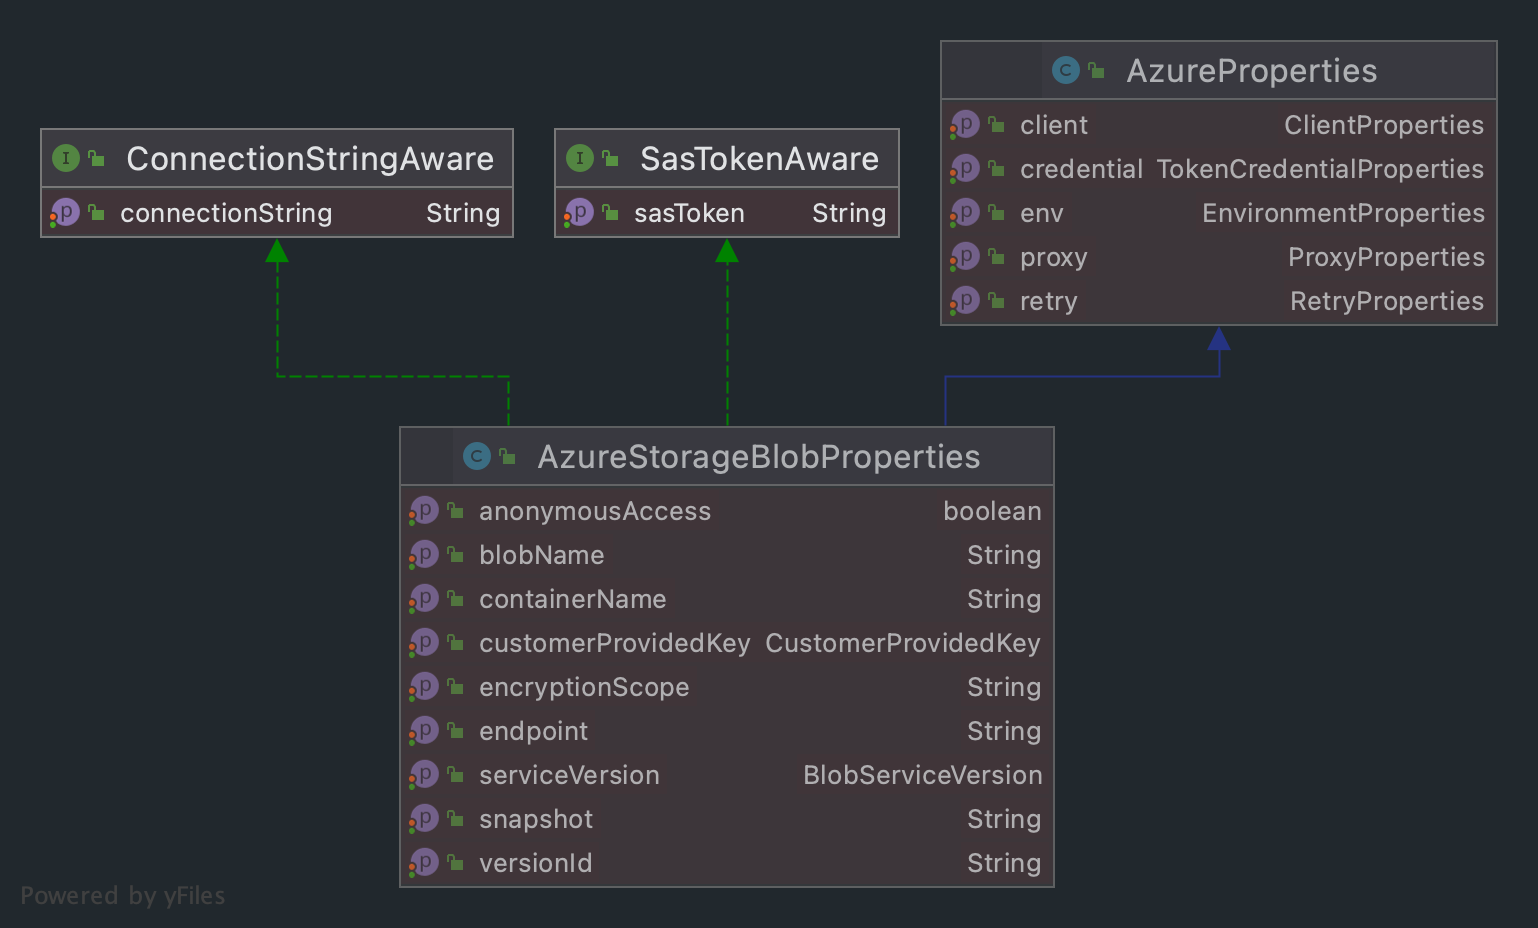 AzureProperties
client ClientProperties
credential TokenCredentialProperties
env EnvironmentProperties
proxy ProxyProperties
retry RetryProperties
I ConnectionStringAware
p connectionString String
I SasTokenAware
p sasToken String
C AzureStorageBlobProperties
p anonymousAccess boolean
p blobName String
p containerName String
p customerProvidedKey CustomerProvidedKey
p encryptionScope String
p endpoint String
p serviceVersion BlobServiceVersion
p snapshot String
p versionId String
Powered by yFiles